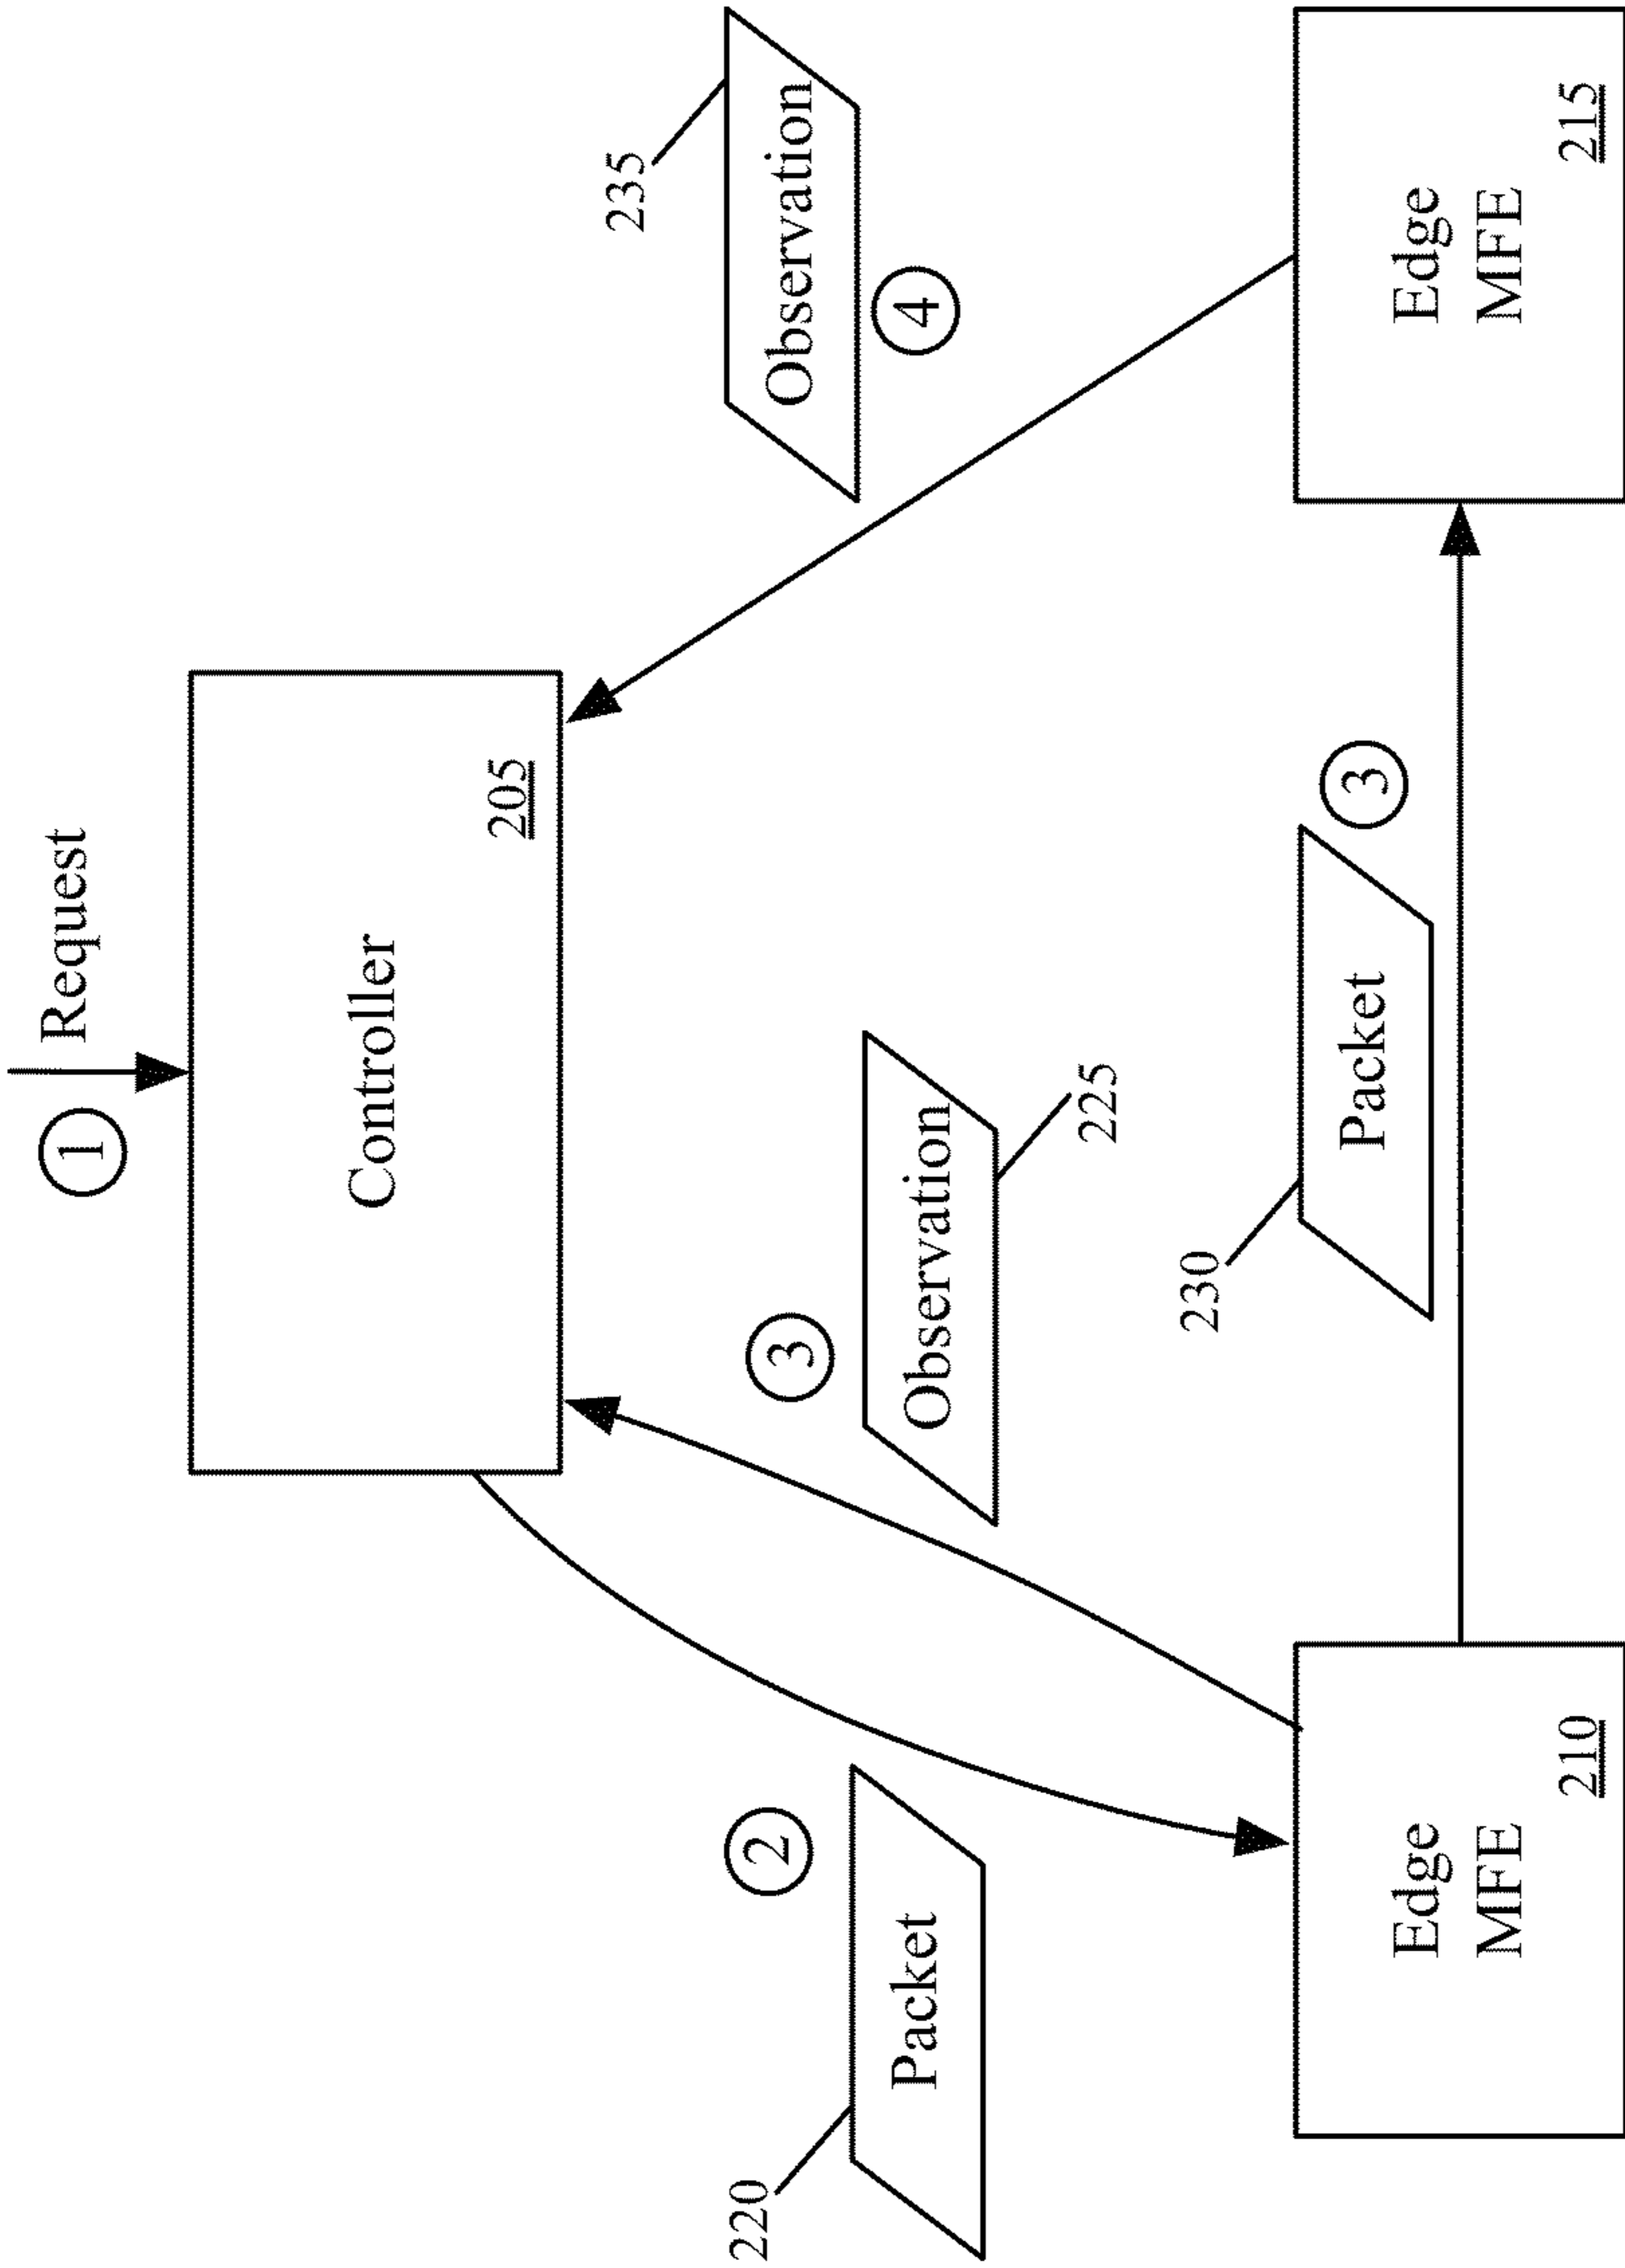 1
Request
Controller
205
2
220
Packet
3
Observation
225
235
Observation
4
230
Packet
3
Edge
MFE
210
Edge
MFE
215